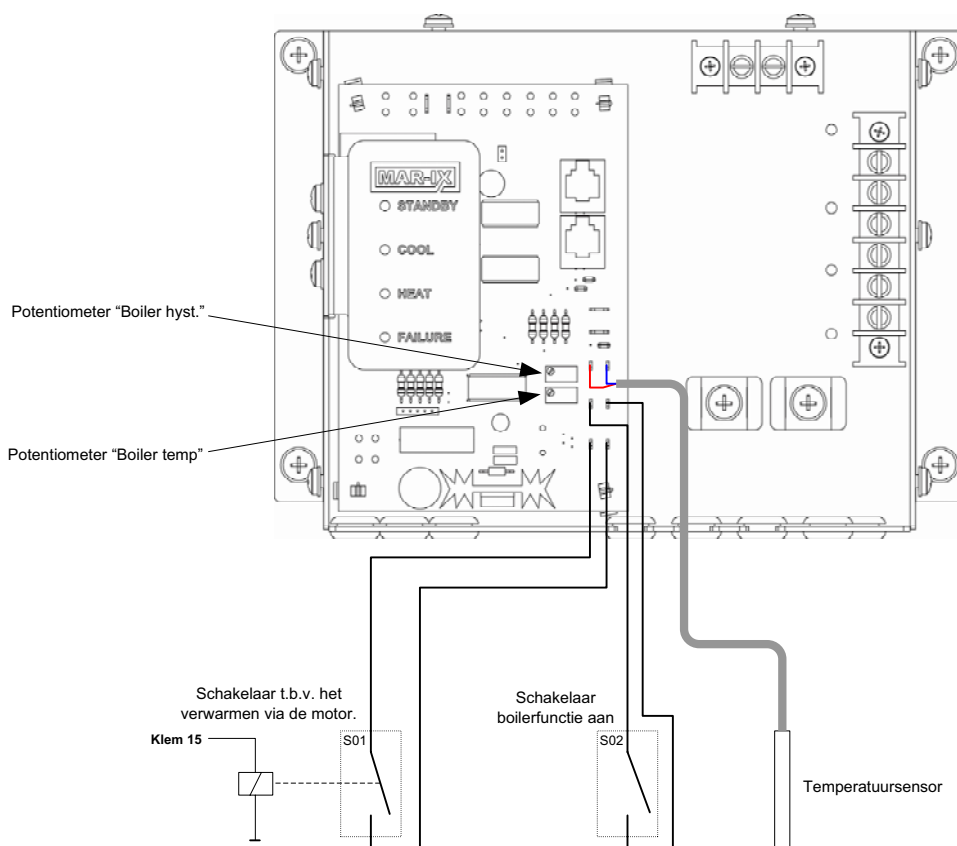 MAR-IX
STANDBY
COOL
HEAT
FAILURE
Potentiometer “Boiler hyst.”
Potentiometer “Boiler temp”
Schakelaar t.b.v. het
verwarmen via de motor.
Klem 15
S01
Schakelaar
boilerfunctie aan
S02
Temperatuursensor